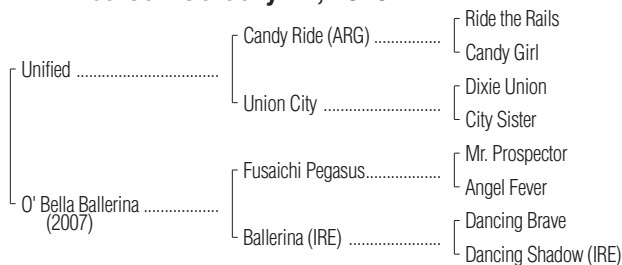 Ride the Rails
Candy Ride (ARG) ................
Candy Girl
Unified .................................
Dixie Union
Union City ...........................
City Sister
Mr. Prospector
Fusaichi Pegasus.................
Angel Fever
O' Bella Ballerina .................
(2007)
Dancing Brave
Ballerina (IRE) .....................
Dancing Shadow (IRE)